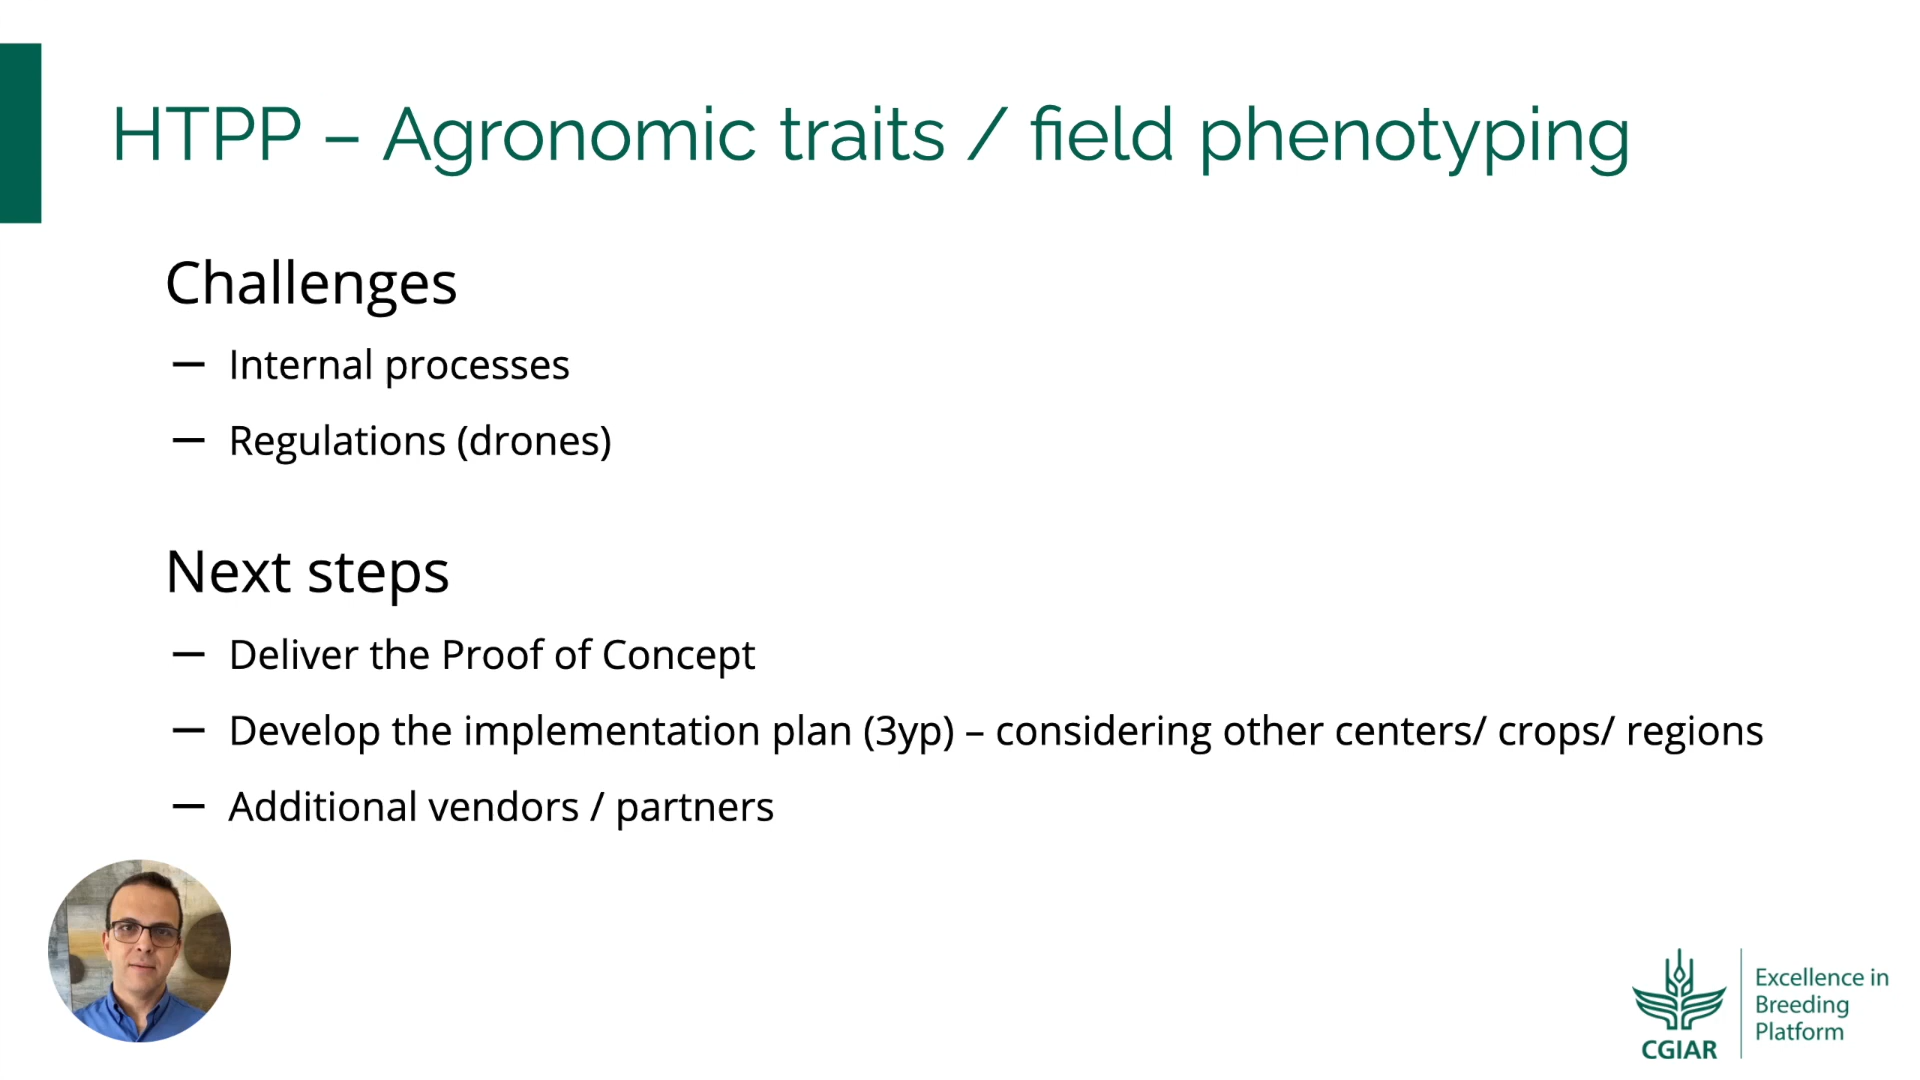 HTPP – Agronomic traits / field phenotyping
Challenges
— Internal processes
— Regulations (drones)
Next steps
— Deliver the Proof of Concept
— Develop the implementation plan (3yp) – considering other centers/ crops/ regions
— Additional vendors / partners
CGIAR
Excellence in
Breeding
Platform